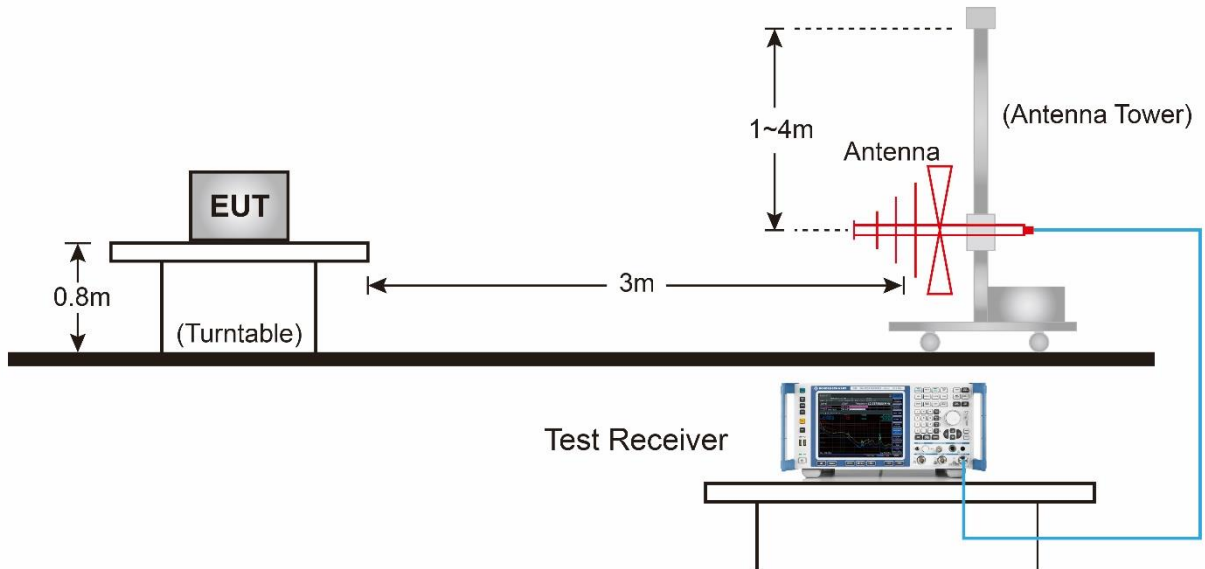 1~4m
(Antenna Tower)
Antenna
EUT
0.8m
3m
(Turntable)
Test Receiver